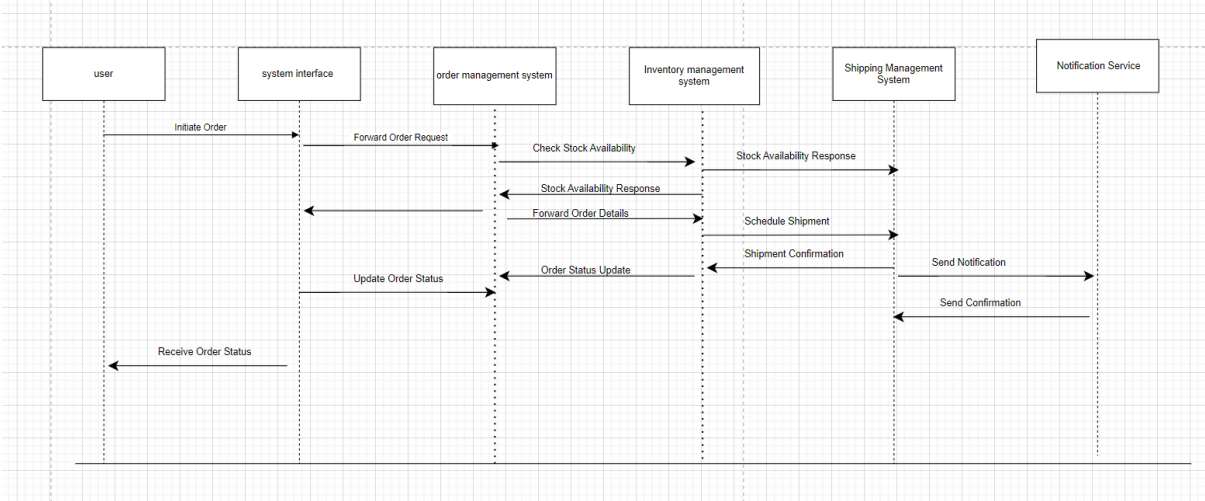 user
system interface
order management system
Inventory management
system
Shipping Management
System
Notification Service
Initiate Order
Forward Order Request
Check Stock Availability
Stock Availability Response
Stock Availability Response
Forward Order Details
Schedule Shipment
Shipment Confirmation
Send Notification
Order Status Update
Update Order Status
Send Confirmation
Receive Order Status